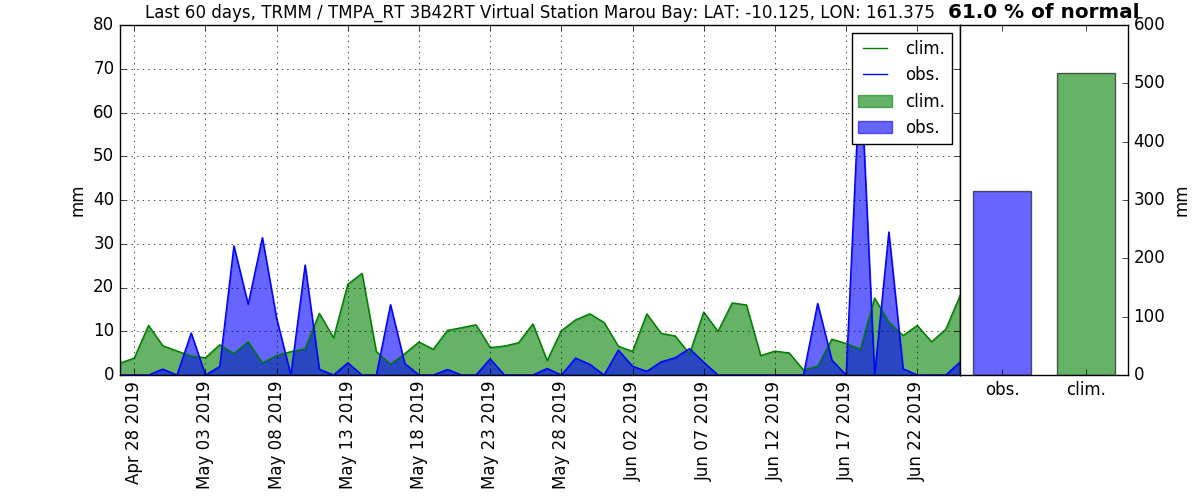 Last 60 days, TRMM / TMPA_RT 3B42RT Virtual Station Marou Bay: LAT: -10.125, LON: 161.375 61.0 % of normal
80
70
60
50
40
30
20
10
0
mm
clim.
obs.
clim.
obs.
600
500
400
300
200
100
0
mm
obs. clim.
Apr 28 2019
May 03 2019
May 08 2019
May 13 2019
May 18 2019
May 23 2019
May 28 2019
Jun 02 2019
Jun 07 2019
Jun 12 2019
Jun 17 2019
Jun 22 2019